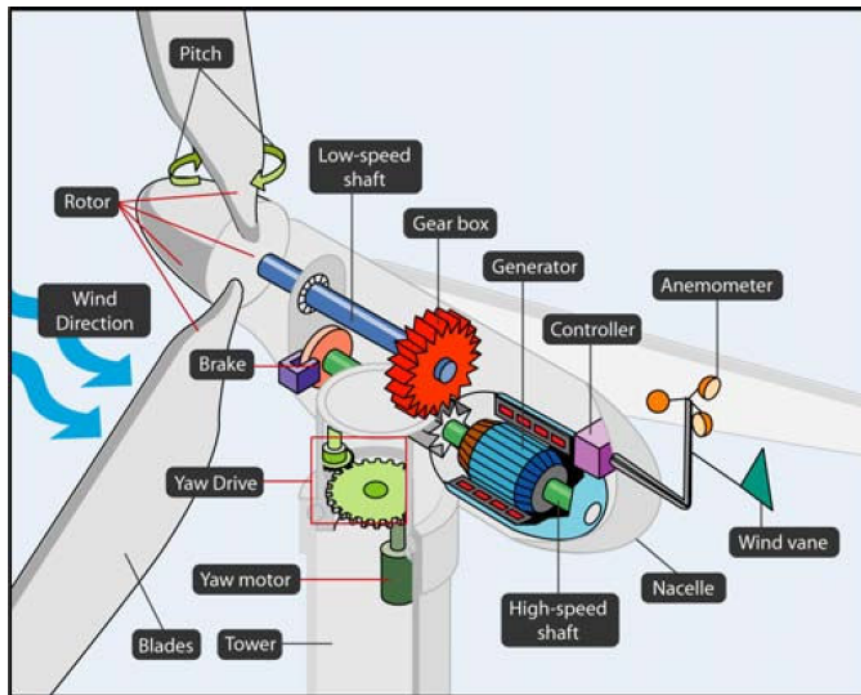 Pitch
Low-speed
shaft
Rotor
Gear box
Generator
Anemometer
Wind
Direction
Controller
Brake
Yaw Drive
Wind vane
Yaw motor
Nacelle
High-speed
shaft
Blades
Tower